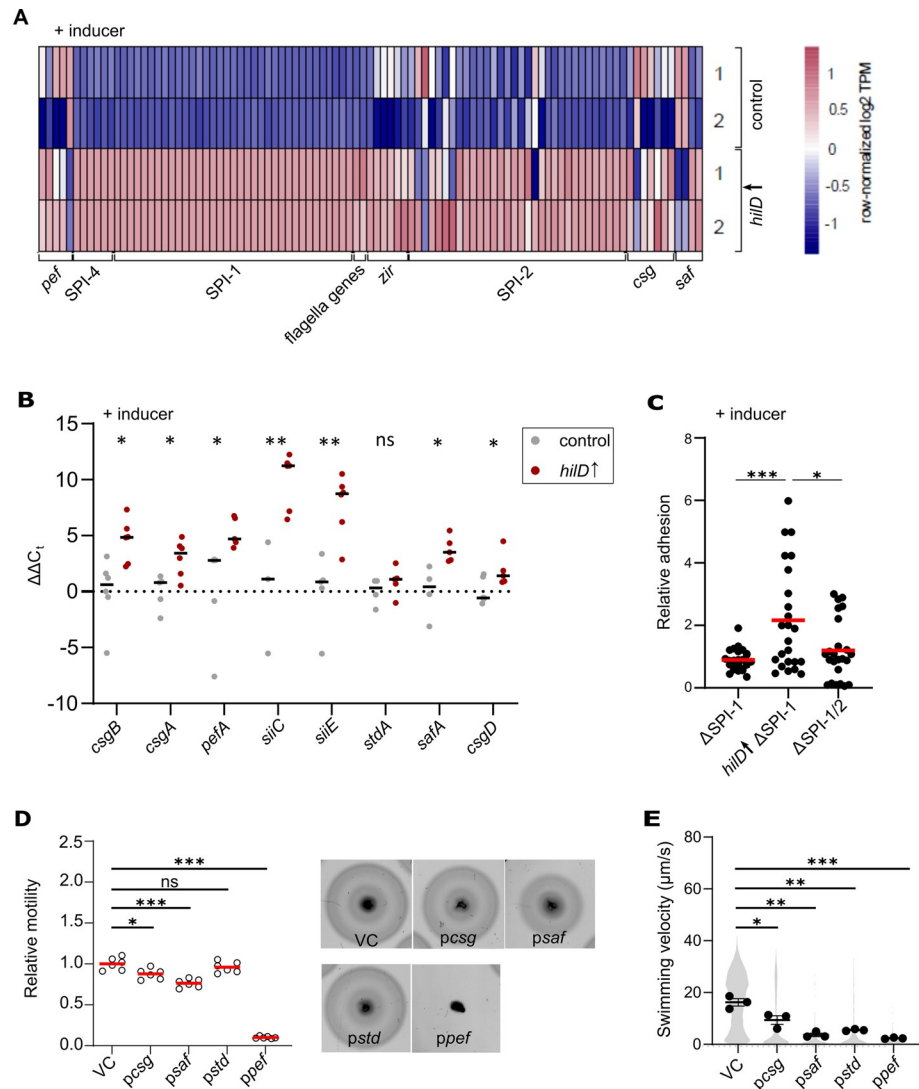 A
+ inducer
1
2
control
1
2
hilD ↑
1
0.5
0
-0.5
-1
row-normalized log2 TPM
pef
SPI-4
SPI-1
flagella genes
zir
SPI-2
csg
saf
B
+ inducer
ΔΔCt
15
10
5
0
-5
-10
* * * ** ** ns * *
control
hilD↑
csgB
csgA
pefA
siiC
siiE
stdA
safA
csgD
C
+ inducer
Relative adhesion
8
6
4
2
0
*** *
ΔSPI-1
hilD↑ ΔSPI-1
ΔSPI-1/2
D
Relative motility
2.5
2.0
1.5
1.0
0.5
0.0
***
ns
***
*
VC
pcsg
psaf
pstd
ppef
VC
pcsg
psaf
pstd
ppef
E
Swimming velocity (µm/s)
80
60
40
20
0
***
**
**
*
VC
pcsg
psaf
pstd
ppef